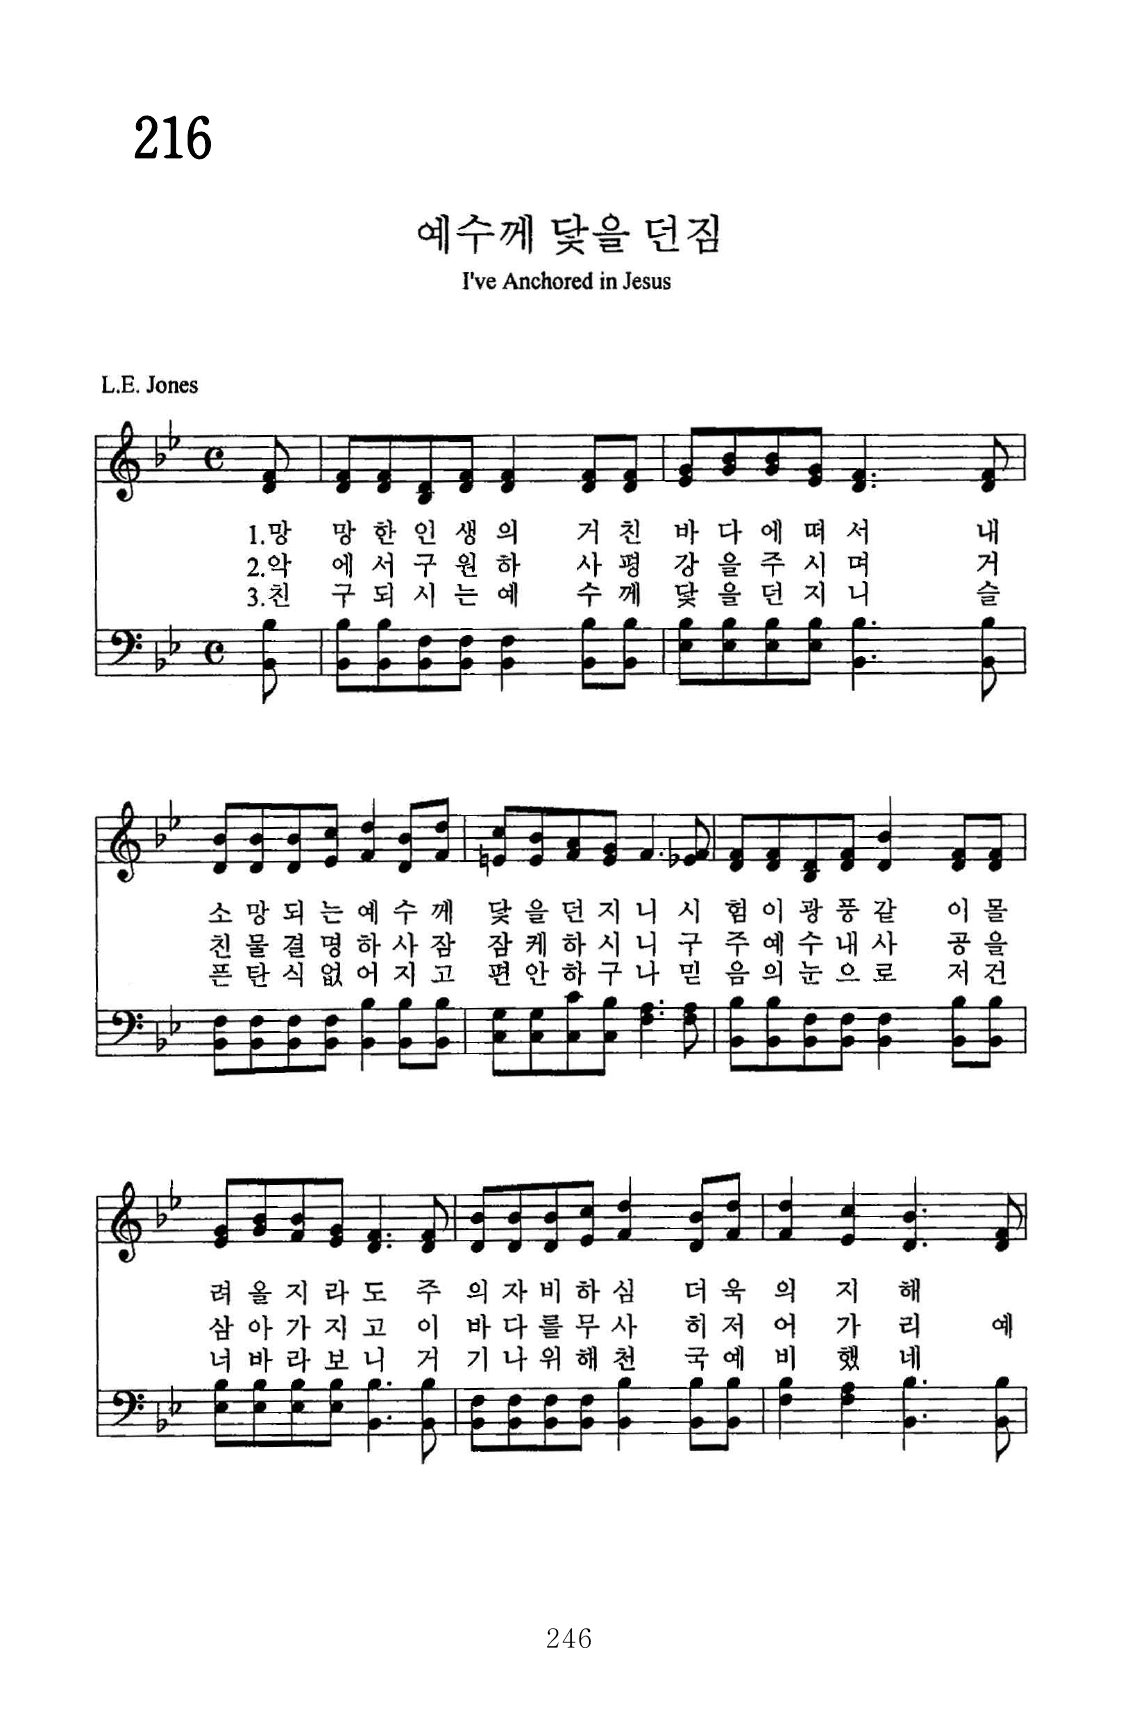 216
예수께 닻을 던짐
I've Anchored in Jesus
L.E. Jones
1.망 망 한 인 생 의 거 친 바 다 에 떠 서 내
2.악 에 서 구 원 하 사 평 강 을 주 시 며 거
3.친 구 되 시 는 예 수 께 닻 을 던 지 니 슬
소 망 되 는 예 수 께 닻 을 던 지 니 시 험 이 광 풍 같 이 몰
친 물 결 명 하 사 잠 잠 케 하 시 니 구 주 예 수 내 사 공 을
픈 탄 식 없 어 지 고 편 안 하 구 나 믿 음 의 눈 으 로 저 건
려 올 지 라 도 주 의 자 비 하 심 더 욱 의 지 해
삼 아 가 지 고 이 바 다 를 무 사 히 저 어 가 리 예
너 바 라 보 니 거 기 나 위 해 천 국 예 비 했 네
246